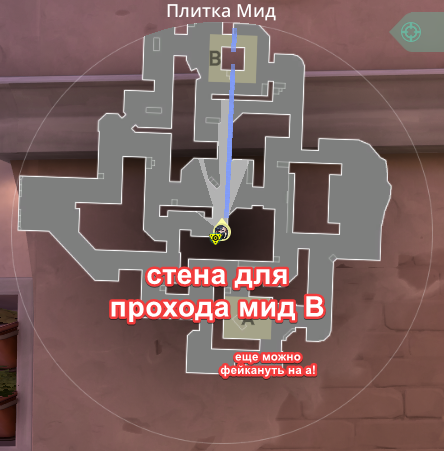 Плитка Мид
B
стена для
прохода мид В
A
еще можно
фейкануть на а!